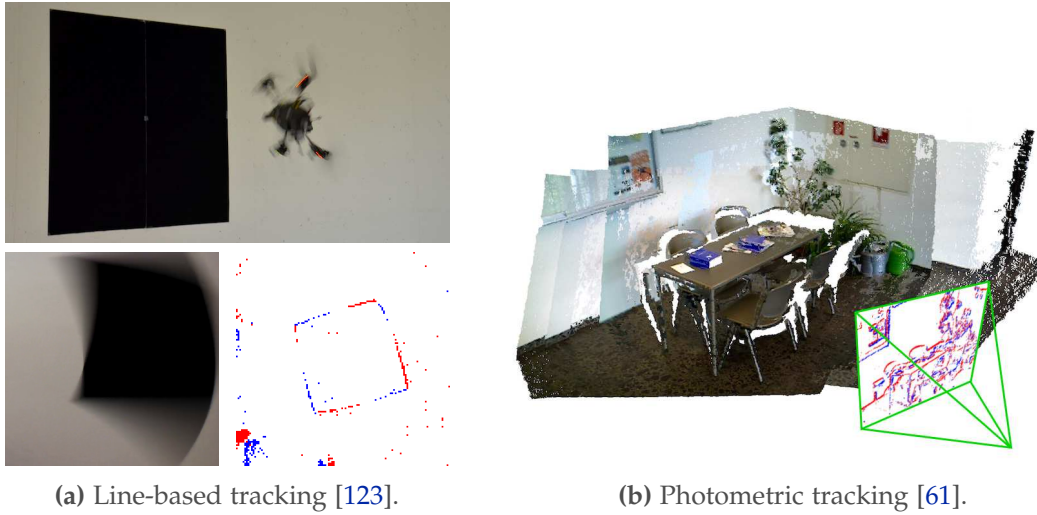 (a) Line-based tracking [123].
(b) Photometric tracking [61].